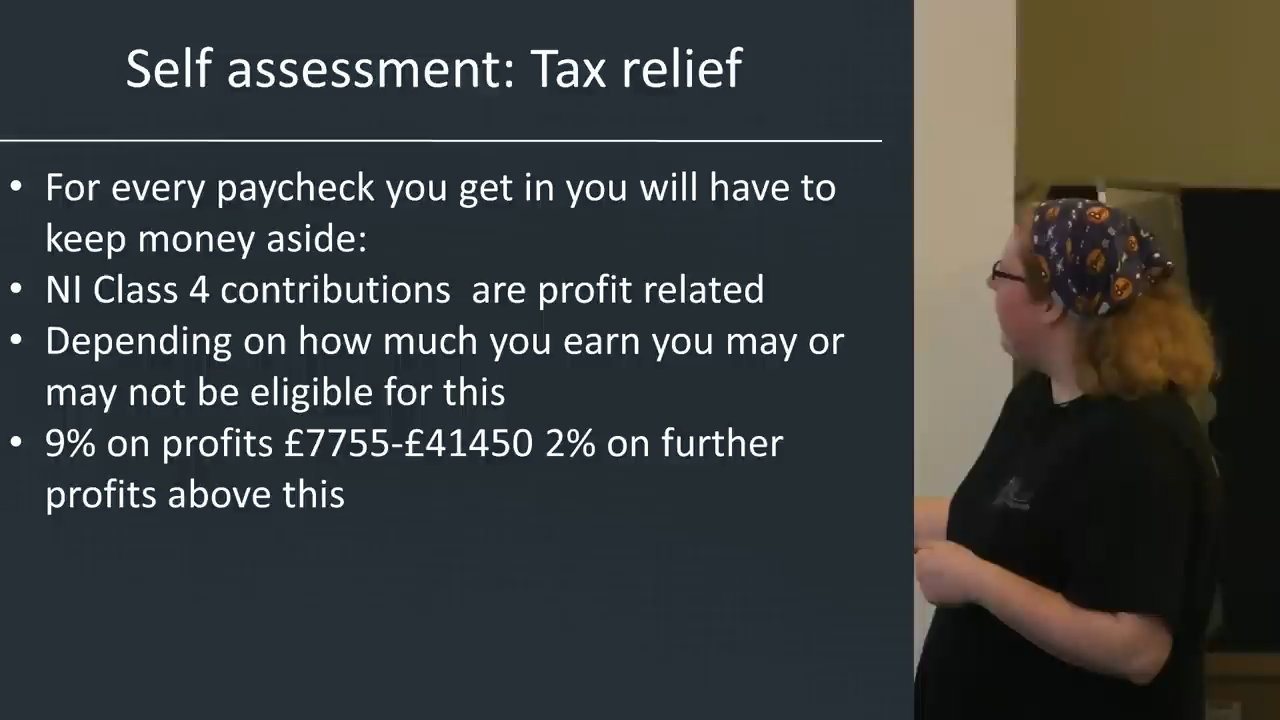 Self assessment: Tax relief
• For every paycheck you get in you will have to
keep money aside:
• NI Class 4 contributions  are profit related
• Depending on how much you earn you may or
may not be eligible for this
• 9% on profits £7755-£41450 2% on further
profits above this